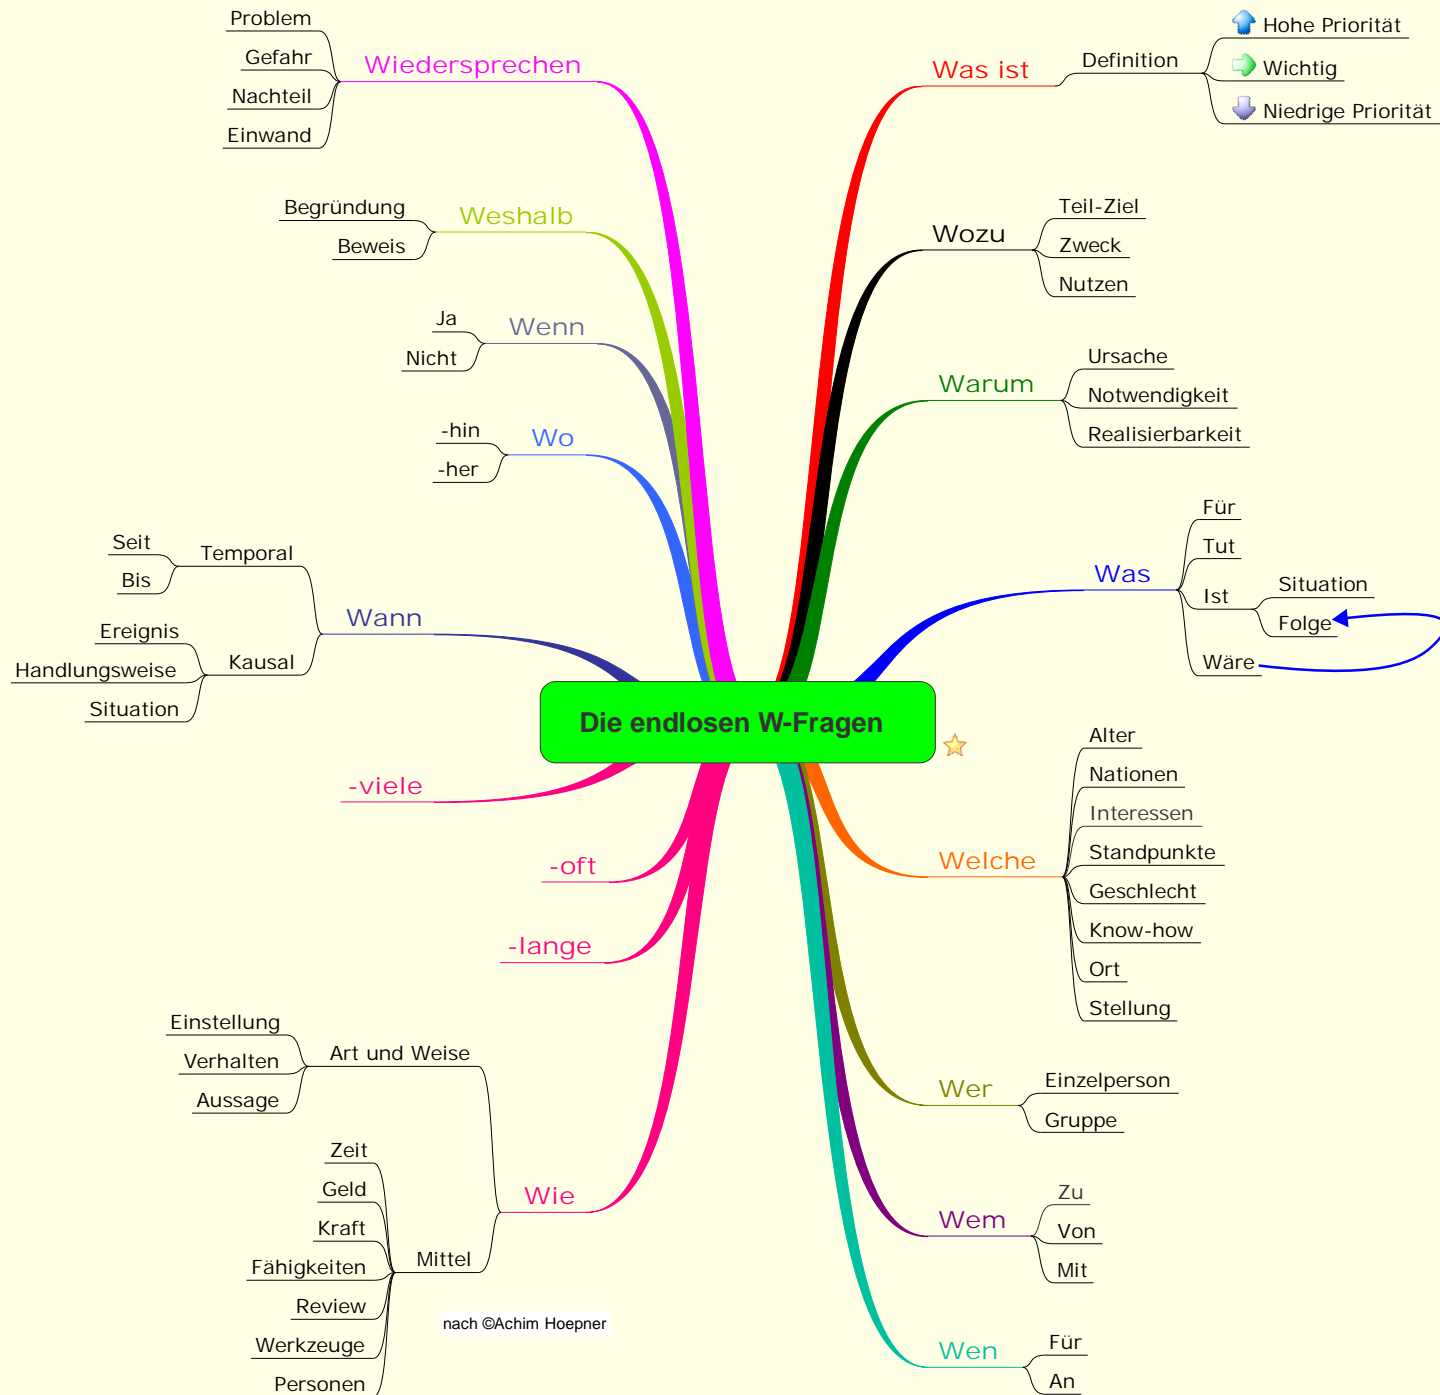 Die endlosen W-Fragen
Was ist
Definition
Hohe Priorität
Wichtig
Niedrige Priorität
Wozu
Teil-Ziel
Zweck
Nutzen
Warum
Ursache
Notwendigkeit
Realisierbarkeit
Was
Für
Tut
Ist
Situation
Folge
Wäre
Welche
Alter
Nationen
Interessen
Standpunkte
Geschlecht
Know-how
Ort
Stellung
Wer
Einzelperson
Gruppe
Wem
Zu
Von
Mit
Wen
Für
An
Wiedersprechen
Problem
Gefahr
Nachteil
Einwand
Weshalb
Begründung
Beweis
Wenn
Ja
Nicht
Wo
-hin
-her
Wann
Temporal
Seit
Bis
Kausal
Ereignis
Handlungsweise
Situation
-viele
-oft
-lange
Wie
Art und Weise
Einstellung
Verhalten
Aussage
Mittel
Zeit
Geld
Kraft
Fähigkeiten
Review
Werkzeuge
Personen
nach ©Achim Hoepner